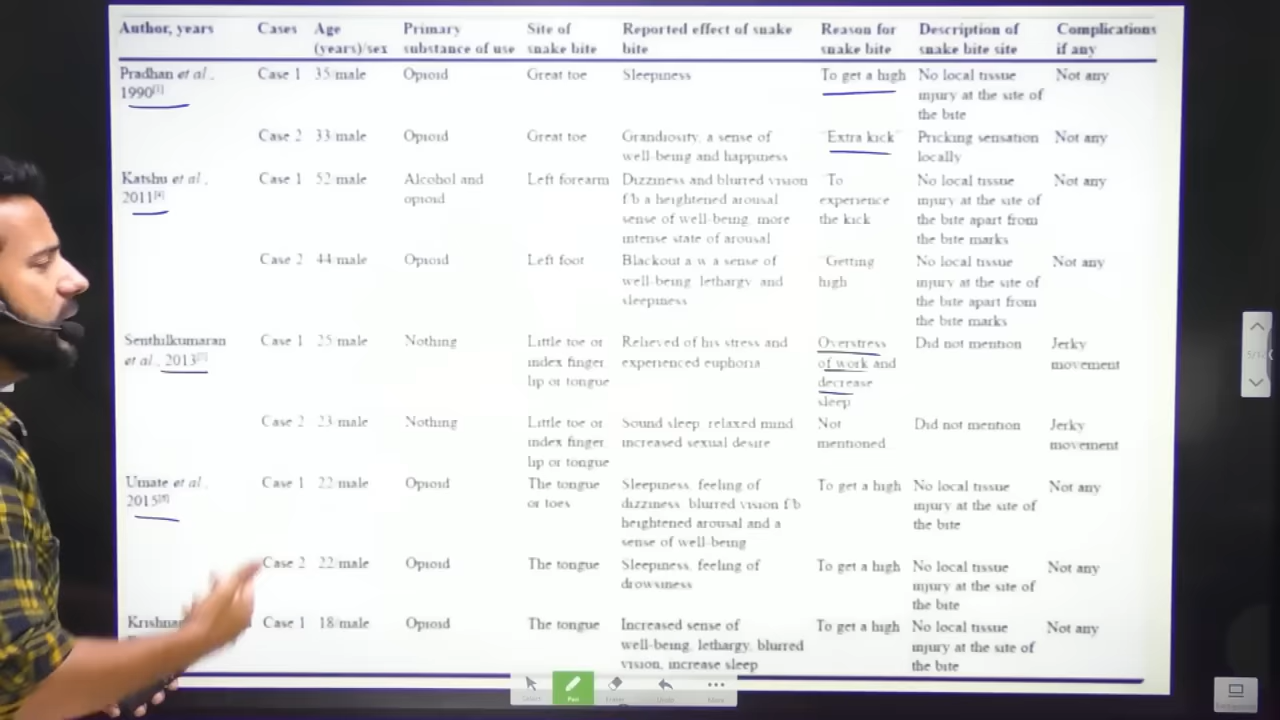 Author, years Cases Age Primary Site of Reported effect of snake Reason for Description of Complications
(years)/sex substance of use snake bite bite snake bite snake bite site if any
Pradhan et al., Case 1 35/male Opioid Great toe Sleepiness To get a high No local tissue Not any
1990[1] injury at the site of
the bite
Case 2 33/male Opioid Great toe Grandiosity, a sense of "Extra kick" Pricking sensation Not any
well-being and happiness locally
Katshu et al., Case 1 52/male Alcohol and Left forearm Dizziness and blurred vision "To No local tissue Not any
2011[4] opioid f/b a heightened arousal experience injury at the site of
sense of well-being, more the kick the bite apart from
intense state of arousal the bite marks
Case 2 44/male Opioid Left foot Blackout a/w a sense of "Getting No local tissue Not any
well-being, lethargy, and high injury at the site of
sleepiness the bite apart from
the bite marks
Senthilkumaran Case 1 25/male Nothing Little toe or Relieved of his stress and Overstress Did not mention Jerky
et al., 2013 index finger experienced euphoria of work and movement
lip or tongue decrease
sleep
Case 2 23/male Nothing Little toe or Sound sleep, relaxed mind Not Did not mention Jerky
index finger increased sexual desire mentioned movement
lip or tongue
Umate et al., Case 1 22/male Opioid The tongue Sleepiness, feeling of To get a high No local tissue Not any
2015 or toes dizziness, blurred vision f/b injury at the site of
heightened arousal and a the bite
sense of well-being
Case 2 22/male Opioid The tongue Sleepiness, feeling of To get a high No local tissue Not any
drowsiness injury at the site of
the bite
Case 1 18/male Opioid The tongue Increased sense of To get a high No local tissue Not any
well-being, lethargy, blurred injury at the site of
vision, increase sleep the bite
Select Pen Eraser Undo More